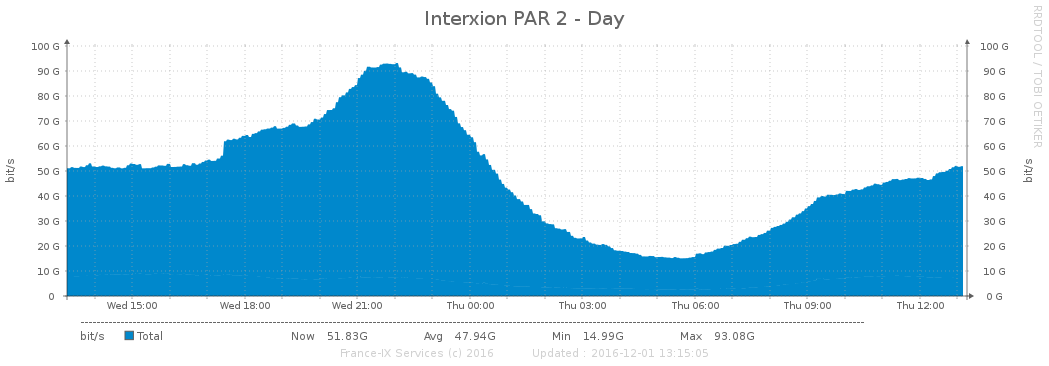 Interxion PAR 2 - Day
RRDTOOL / TOBI OETIKER
100 G 100 G
90 G 90 G
80 G 80 G
70 G 70 G
60 G 60 G
50 G 50 G
40 G 40 G
30 G 30 G
20 G 20 G
10 G 10 G
0 0 G
bit/s
bit/s
Wed 15:00 Wed 18:00 Wed 21:00 Thu 00:00 Thu 03:00 Thu 06:00 Thu 09:00 Thu 12:00
bit/s Total Now 51.83G Avg 47.94G Min 14.99G Max 93.08G
France-IX Services (c) 2016 Updated : 2016-12-01 13:15:05